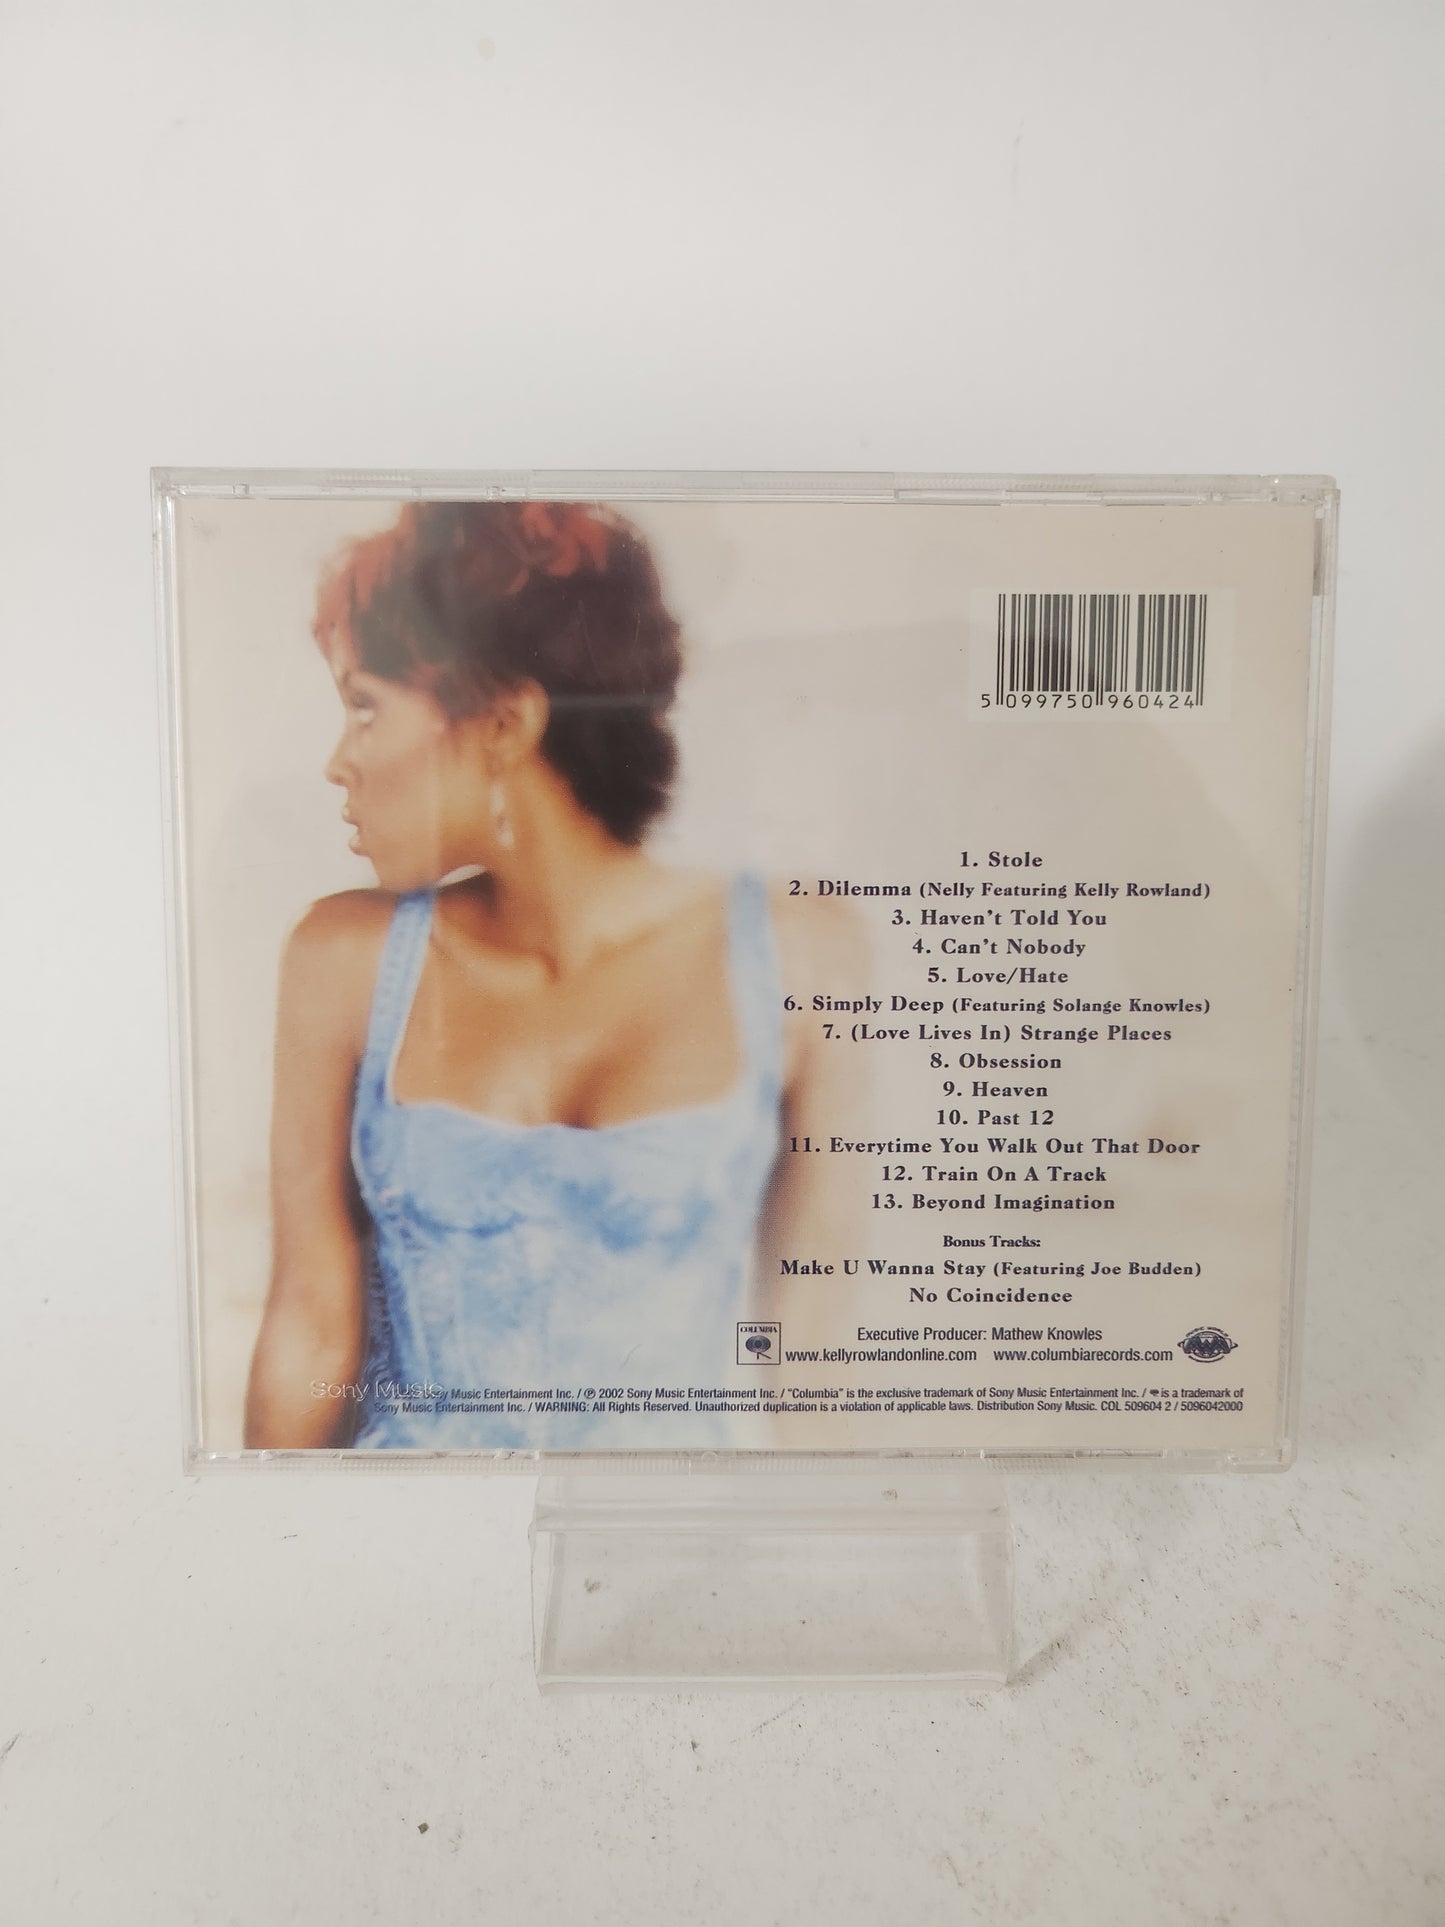 5 099750 960424
1. Stole
2. Dilemma (Nelly Featuring Kelly Rowland)
3. Haven't Told You
4. Can't Nobody
5. Love/Hate
6. Simply Deep (Featuring Solange Knowles)
7. (Love Lives In) Strange Places
8. Obsession
9. Heaven
10. Past 12
11. Everytime You Walk Out That Door
12. Train On A Track
13. Beyond Imagination
Bonus Tracks:
Make U Wanna Stay (Featuring Joe Budden)
No Coincidence
COLUMBIA
Executive Producer: Mathew Knowles
www.kellyrowlandonline.com www.columbiarecords.com
MUSIC WORLD
Sony Music
Music Entertainment Inc. / ℗ 2002 Sony Music Entertainment Inc. / "Columbia" is the exclusive trademark of Sony Music Entertainment Inc. / is a trademark of
Sony Music Entertainment Inc. / WARNING: All Rights Reserved. Unauthorized duplication is a violation of applicable laws. Distribution Sony Music. COL 509604 2 / 5096042000